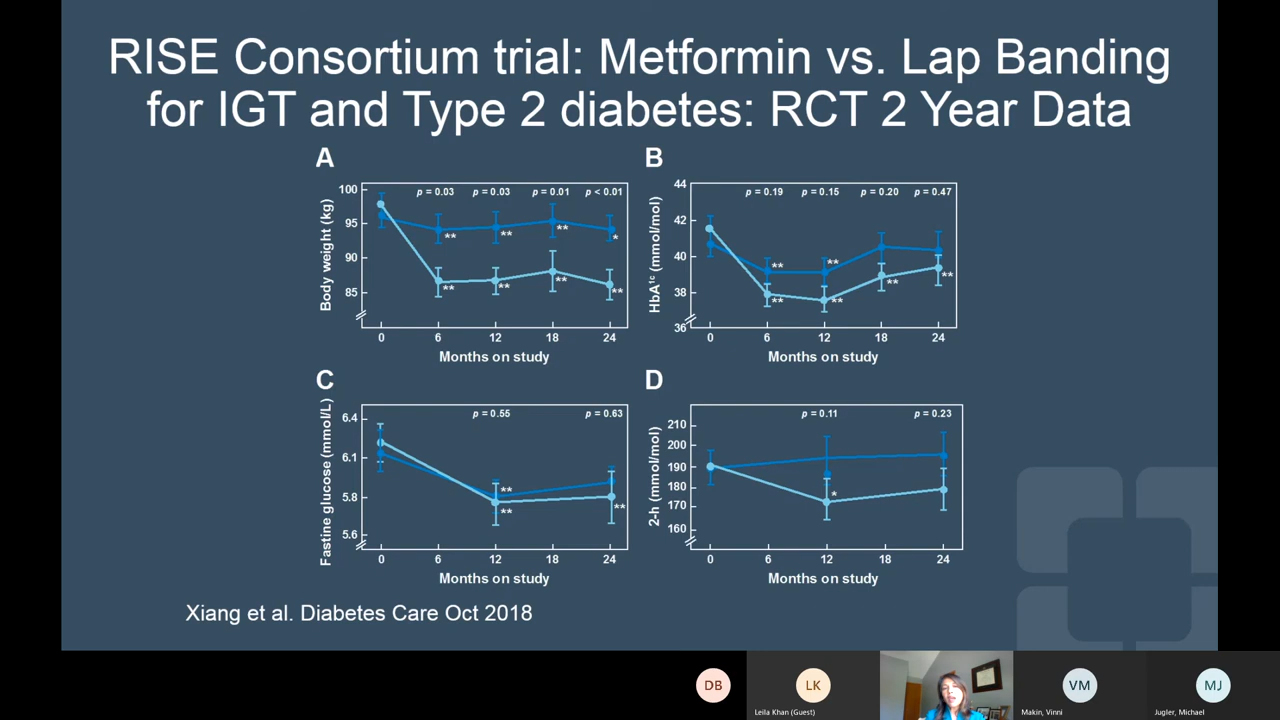 RISE Consortium trial: Metformin vs. Lap Banding
for IGT and Type 2 diabetes: RCT 2 Year Data
A
Body weight (kg)
100
95
90
85
p = 0.03 p = 0.03 p = 0.01 p < 0.01
** ** ** *
** ** ** **
0 6 12 18 24
Months on study
B
HbA1c (mmol/mol)
44
42
40
38
36
p = 0.19 p = 0.15 p = 0.20 p = 0.47
** **
** ** ** **
0 6 12 18 24
Months on study
C
Fastine glucose (mmol/L)
6.4
6.1
5.8
5.6
p = 0.55 p = 0.63
**
** **
0 6 12 18 24
Months on study
D
2-h (mmol/mol)
210
200
190
180
170
160
p = 0.11 p = 0.23
*
0 6 12 18 24
Months on study
Xiang et al. Diabetes Care Oct 2018
DB
LK
Leila Khan (Guest)
VM
Makin, Vinni
MJ
Jugler, Michael